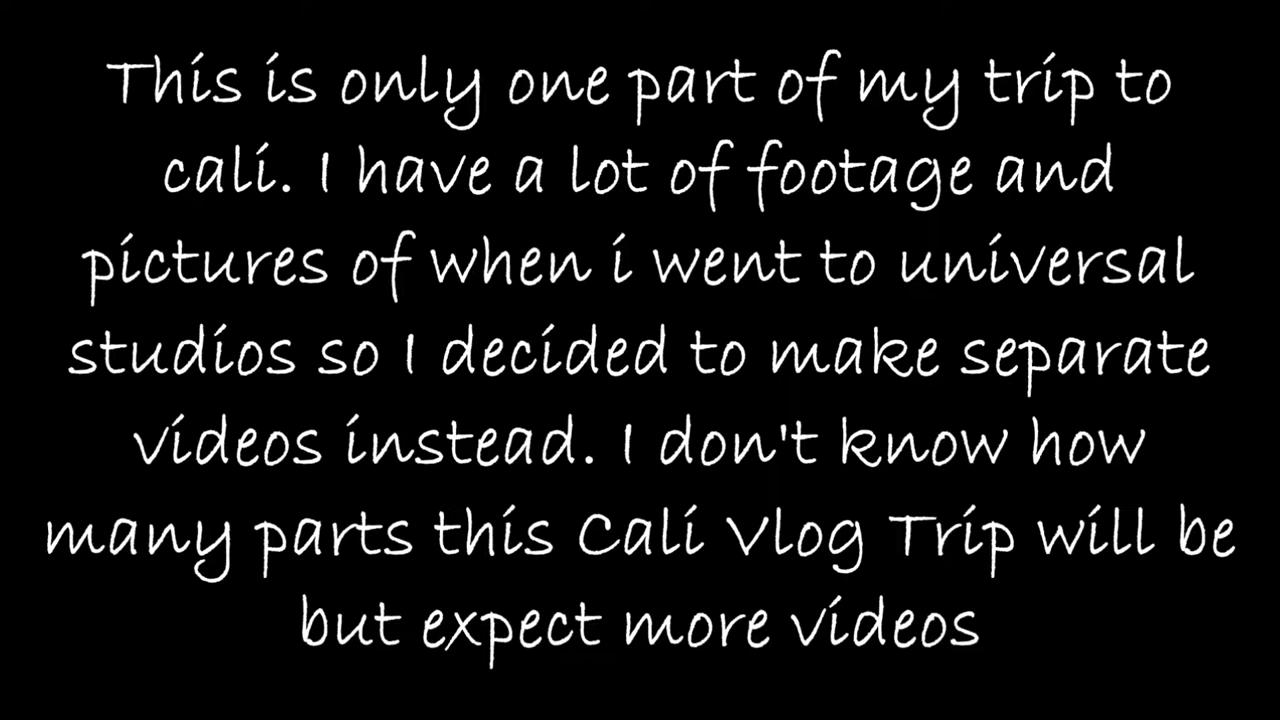 This is only one part of my trip to
cali. I have a lot of footage and
pictures of when i went to universal
studios so I decided to make separate
videos instead. I don't know how
many parts this Cali Vlog Trip will be
but expect more videos